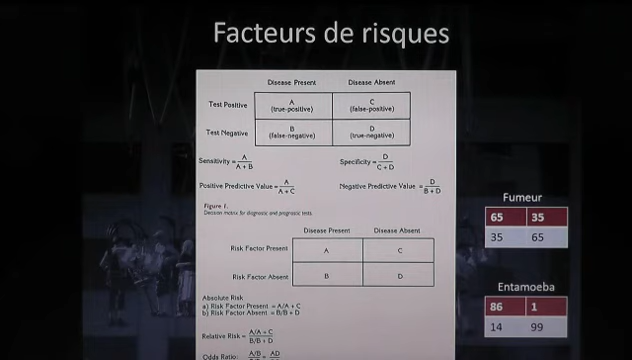 Facteurs de risques
Disease Present Disease Absent
Test Positive A (true-positive) C (false-positive)
Test Negative B (false-negative) D (true-negative)
Sensitivity = A / A + B Specificity = D / C + D
Positive Predictive Value = A / A + C Negative Predictive Value = D / B + D
Figure 1.
Decision matrix for diagnostic and prognostic tests.
Disease Present Disease Absent
Risk Factor Present A C
Risk Factor Absent B D
Absolute Risk
a) Risk Factor Present = A/A + C
b) Risk Factor Absent = B/B + D
Relative Risk = A/A + C / B/B + D
Odds Ratio: A/B = AD
Fumeur
65 35
35 65
Entamoeba
86 1
14 99